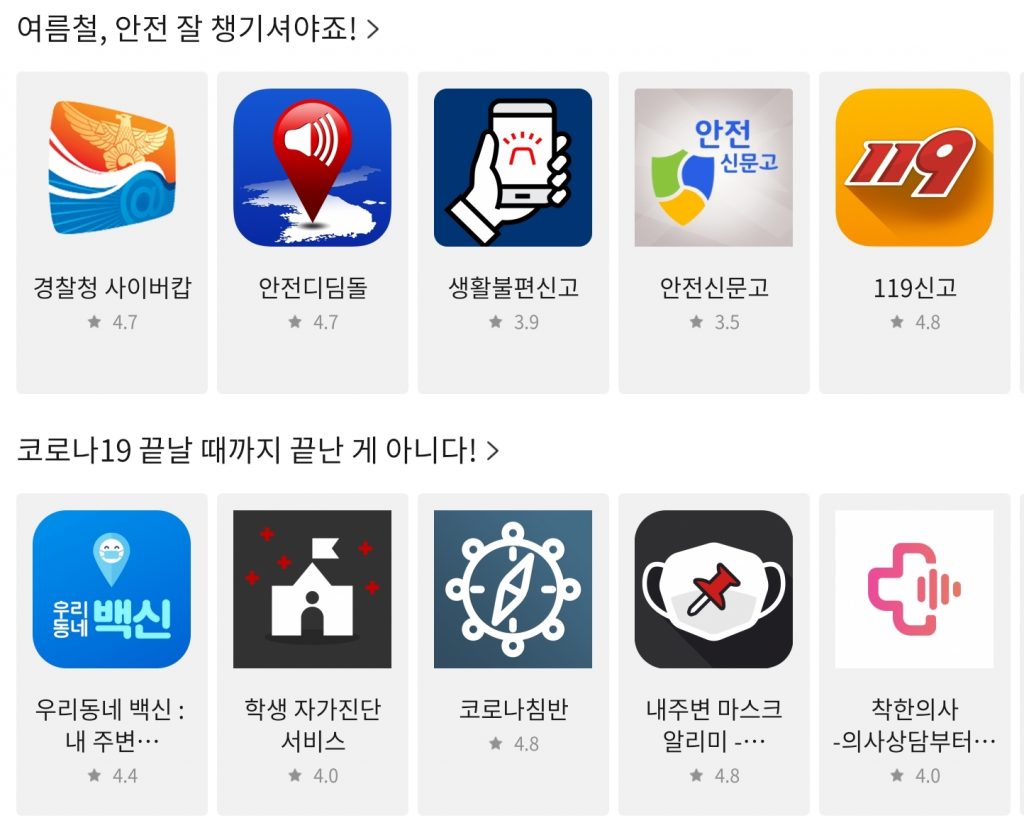 여름철, 안전 잘 챙기셔야죠! >
안전
신문고
119
경찰청 사이버캅
★ 4.7
안전디딤돌
★ 4.7
생활불편신고
★ 3.9
안전신문고
★ 3.5
119신고
★ 4.8
코로나19 끝날 때까지 끝난 게 아니다! >
우리
동네 백신
우리동네 백신 :
내 주변…
★ 4.4
학생 자가진단
서비스
★ 4.0
코로나침반
★ 4.8
내주변 마스크
알리미 -…
★ 4.8
착한의사
-의사상담부터…
★ 4.0